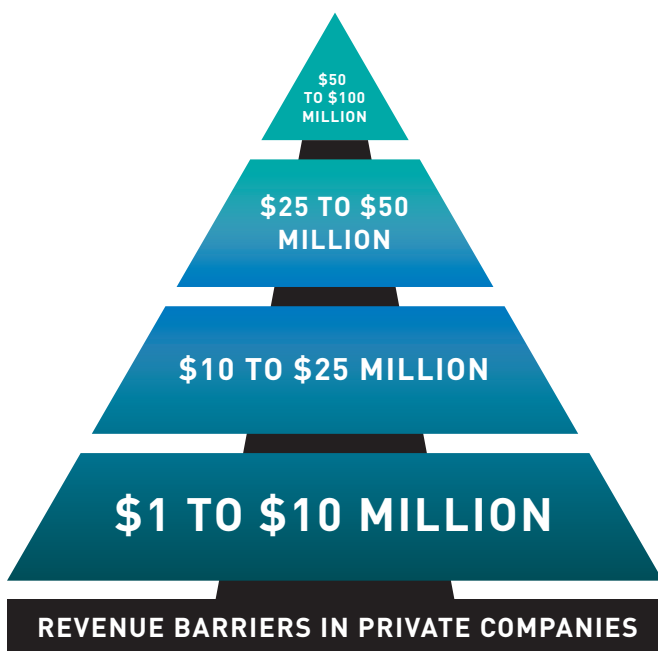 $50
TO $100
MILLION
$25 TO $50
MILLION
$10 TO $25 MILLION
$1 TO $10 MILLION
REVENUE BARRIERS IN PRIVATE COMPANIES